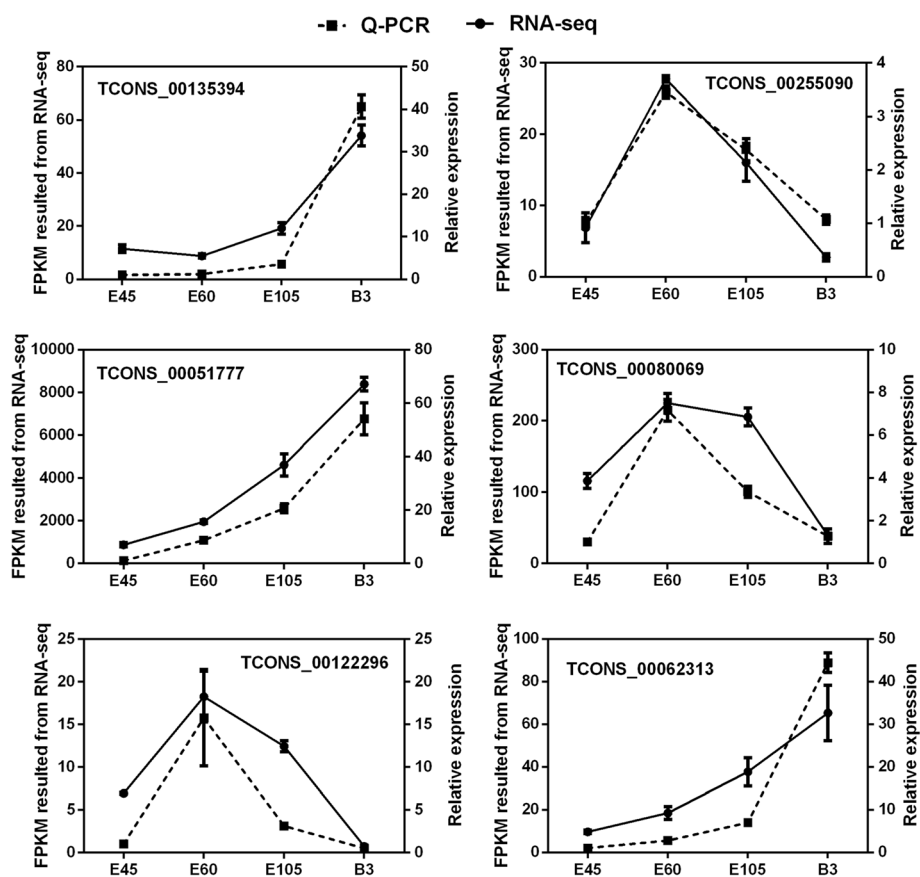 Q-PCR RNA-seq
TCONS_00135394
FPKM resulted from RNA-seq
80
60
40
20
0
50
40
30
20
10
0
Relative expression
E45 E60 E105 B3
TCONS_00255090
FPKM resulted from RNA-seq
30
20
10
0
4
3
2
1
0
Relative expression
E45 E60 E105 B3
TCONS_00051777
FPKM resulted from RNA-seq
10000
8000
6000
4000
2000
0
80
60
40
20
0
Relative expression
E45 E60 E105 B3
TCONS_00080069
FPKM resulted from RNA-seq
300
200
100
0
10
8
6
4
2
0
Relative expression
E45 E60 E105 B3
TCONS_00122296
FPKM resulted from RNA-seq
25
20
15
10
5
0
25
20
15
10
5
0
Relative expression
E45 E60 E105 B3
TCONS_00062313
FPKM resulted from RNA-seq
100
80
60
40
20
0
50
40
30
20
10
0
Relative expression
E45 E60 E105 B3